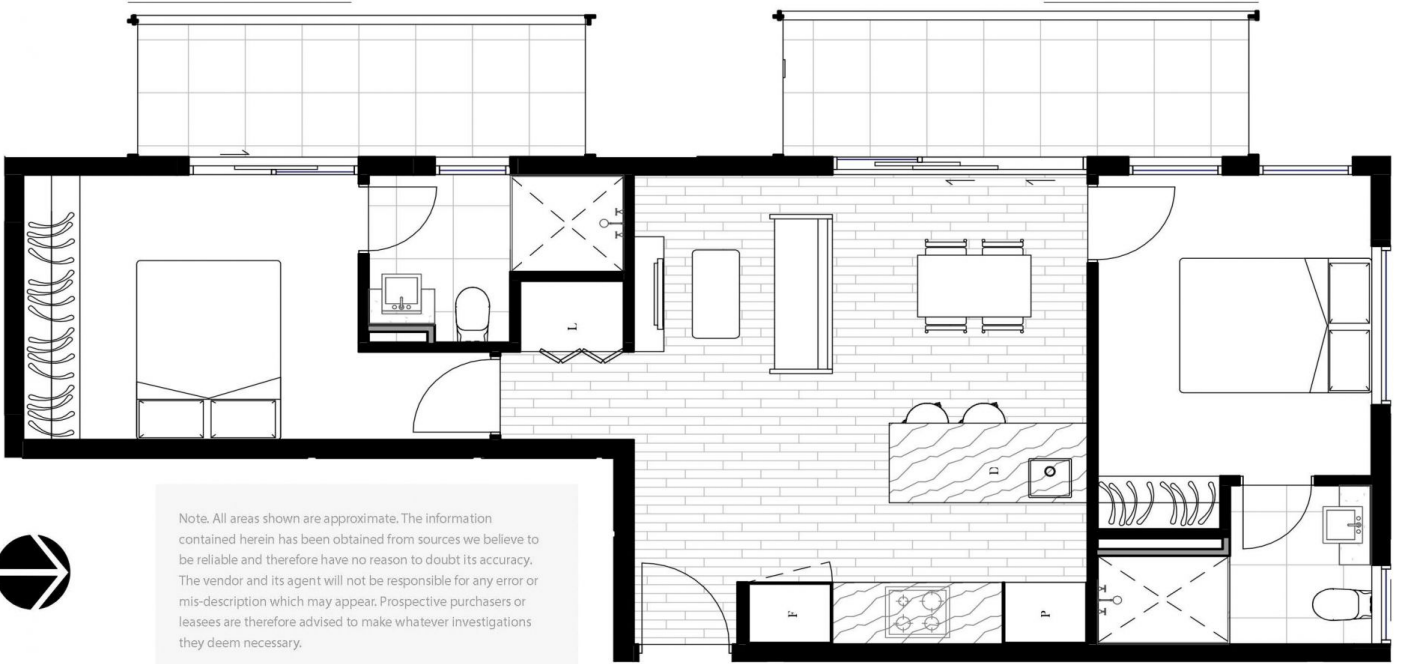 L
D
F
P
Note. All areas shown are approximate. The information
contained herein has been obtained from sources we believe to
be reliable and therefore have no reason to doubt its accuracy.
The vendor and its agent will not be responsible for any error or
mis-description which may appear. Prospective purchasers or
leasees are therefore advised to make whatever investigations
they deem necessary.